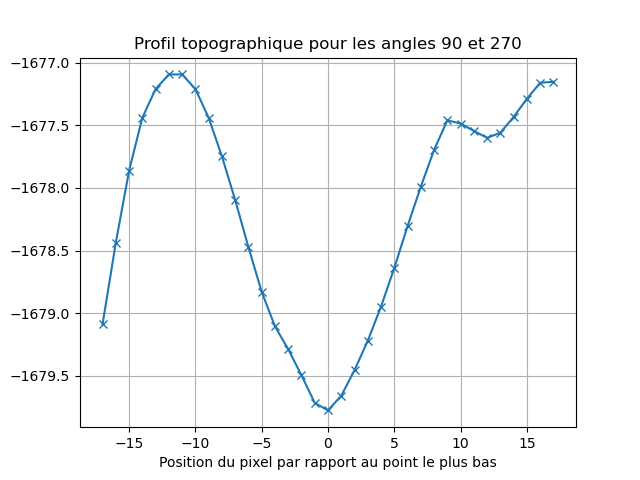 Profil topographique pour les angles 90 et 270
−1677.0
−1677.5
−1678.0
−1678.5
−1679.0
−1679.5
−15 −10 −5 0 5 10 15
Position du pixel par rapport au point le plus bas